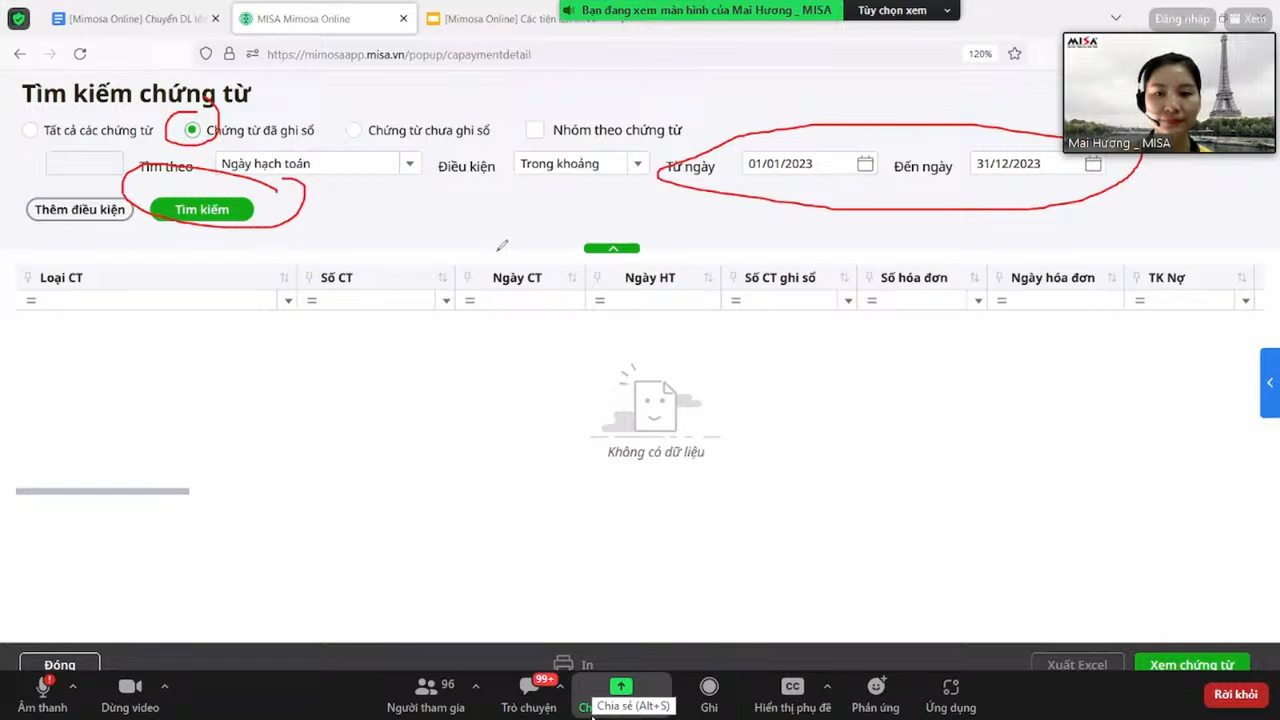 [Mimosa Online] Chuyển DL lên
MISA Mimosa Online
[Mimosa Online] Các tiện
Bạn đang xem màn hình của Mai Hương _ MISA
Tùy chọn xem
Đăng nhập
Xem
https://mimosaapp.misa.vn/popup/capaymentdetail
120%
Tìm kiếm chứng từ
MISA
Mai Hương _ MISA
Tất cả các chứng từ
Chứng từ đã ghi sổ
Chứng từ chưa ghi sổ
Nhóm theo chứng từ
Tìm theo
Ngày hạch toán
Điều kiện
Trong khoảng
Từ ngày
01/01/2023
Đến ngày
31/12/2023
Thêm điều kiện
Tìm kiếm
Loại CT
Số CT
Ngày CT
Ngày HT
Số CT ghi sổ
Số hóa đơn
Ngày hóa đơn
TK Nợ
= = = = = = = =
Không có dữ liệu
Đóng
In
Xuất Excel
Xem chứng từ
96
99+
CC
Âm thanh
Dừng video
Người tham gia
Trò chuyện
Chia sẻ (Alt+S)
Ghi
Hiển thị phụ đề
Phản ứng
Ứng dụng
Rời khỏi